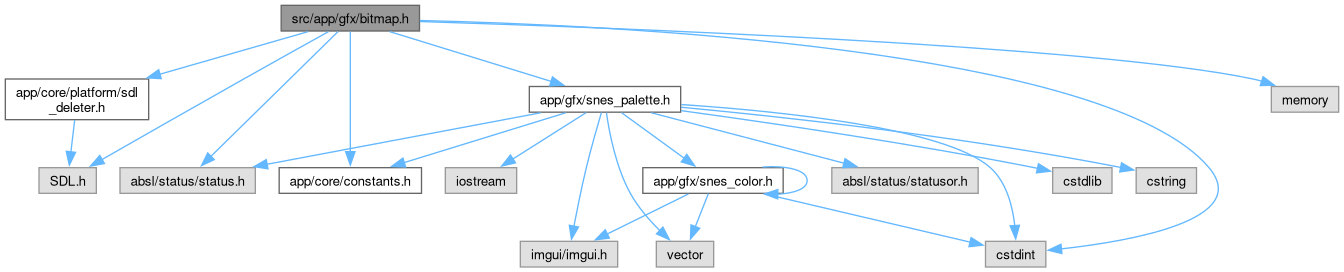 src/app/gfx/bitmap.h
app/core/platform/sdl
_deleter.h
app/gfx/snes_palette.h
memory
SDL.h
absl/status/status.h
app/core/constants.h
iostream
app/gfx/snes_color.h
absl/status/statusor.h
cstdlib
cstring
imgui/imgui.h
vector
cstdint